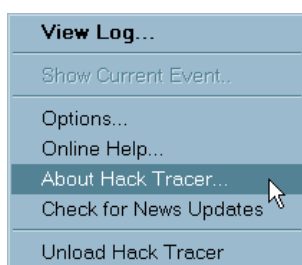 View Log...
Show Current Event..
Options...
Online Help...
About Hack Tracer...
Check for News Updates
Unload Hack Tracer